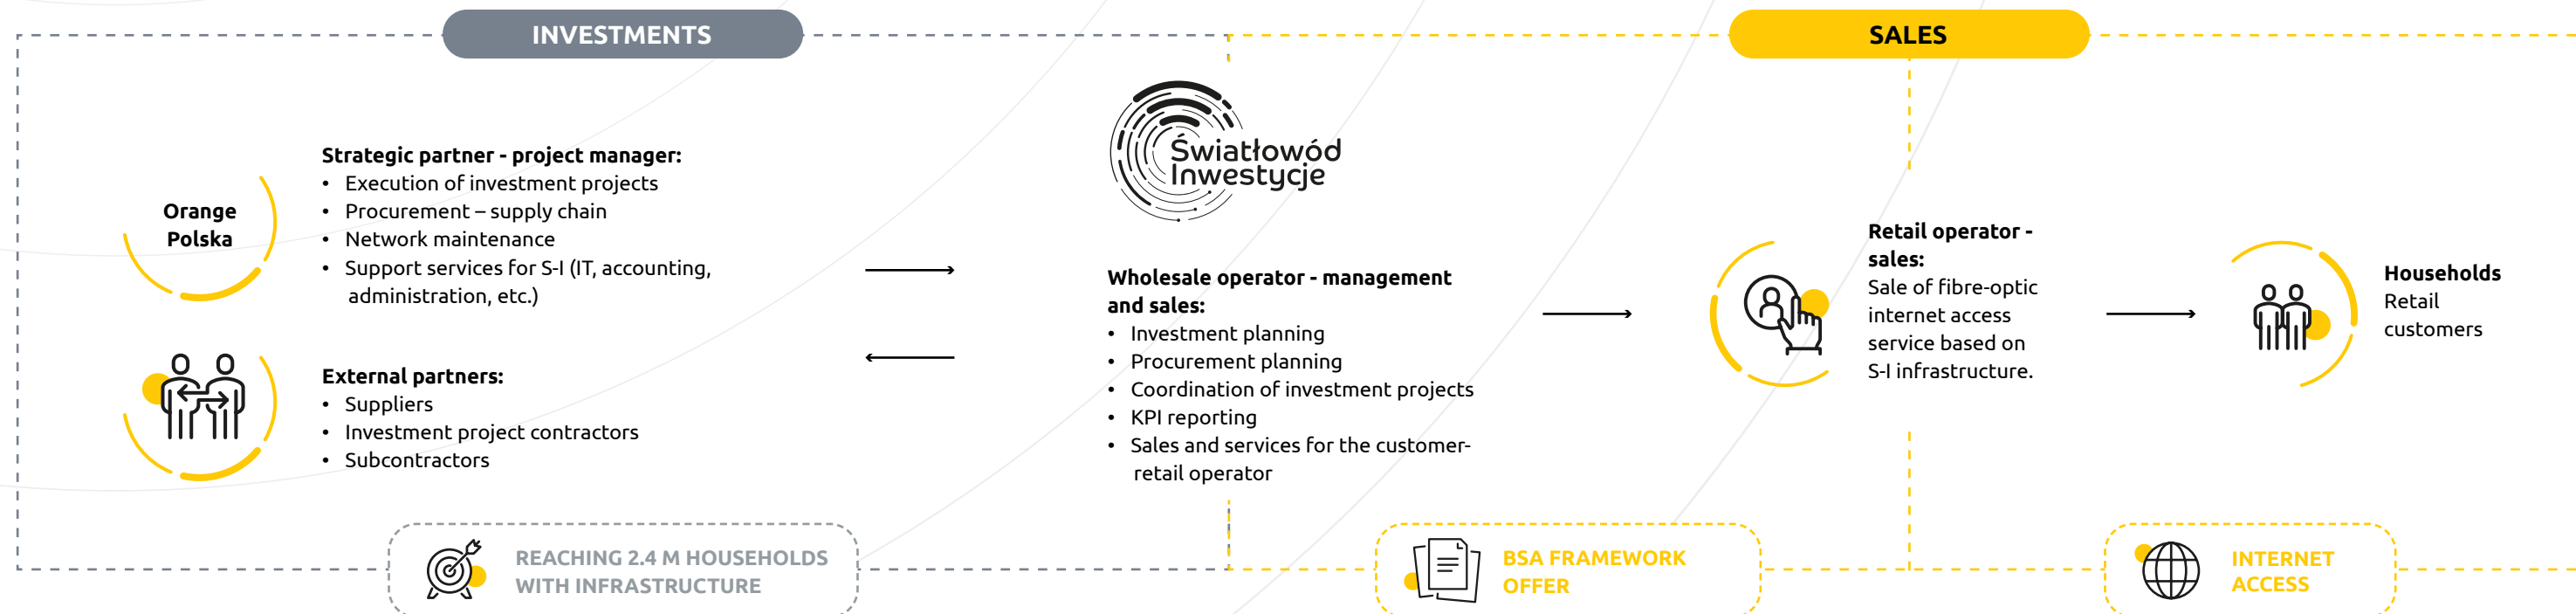 INVESTMENTS
SALES
Orange
Polska
Strategic partner - project manager:
• Execution of investment projects
• Procurement – supply chain
• Network maintenance
• Support services for S-I (IT, accounting,
administration, etc.)
External partners:
• Suppliers
• Investment project contractors
• Subcontractors
Światłowód
Inwestycje
Wholesale operator - management
and sales:
• Investment planning
• Procurement planning
• Coordination of investment projects
• KPI reporting
• Sales and services for the customer-
retail operator
Retail operator -
sales:
Sale of fibre-optic
internet access
service based on
S-I infrastructure.
Households
Retail
customers
REACHING 2.4 M HOUSEHOLDS
WITH INFRASTRUCTURE
BSA FRAMEWORK
OFFER
INTERNET
ACCESS